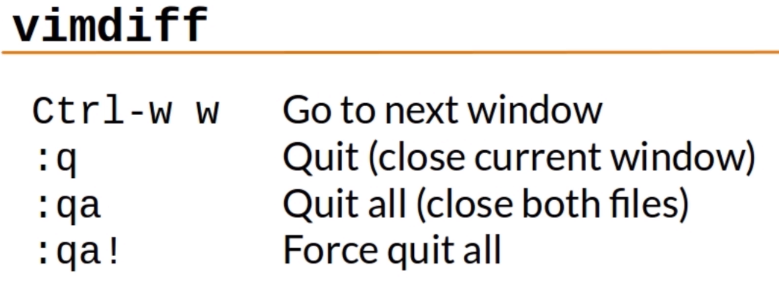 vimdiff
Ctrl-w w Go to next window
:q Quit (close current window)
:qa Quit all (close both files)
:qa! Force quit all